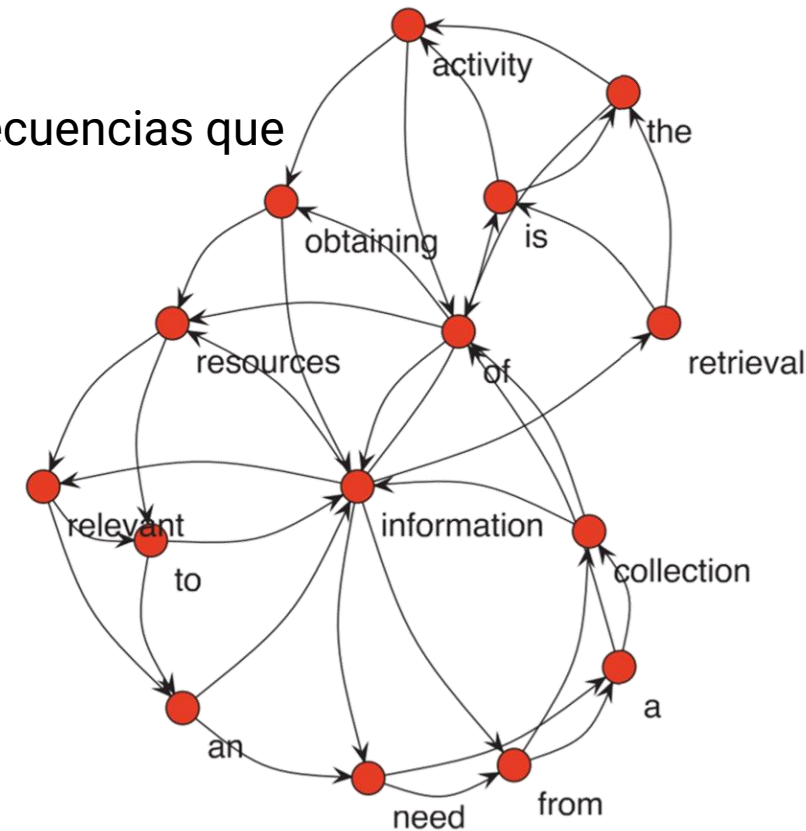 activity
the
ecuencias que
is
obtaining
resources
of
retrieval
relevant
information
to
collection
a
an
from
need